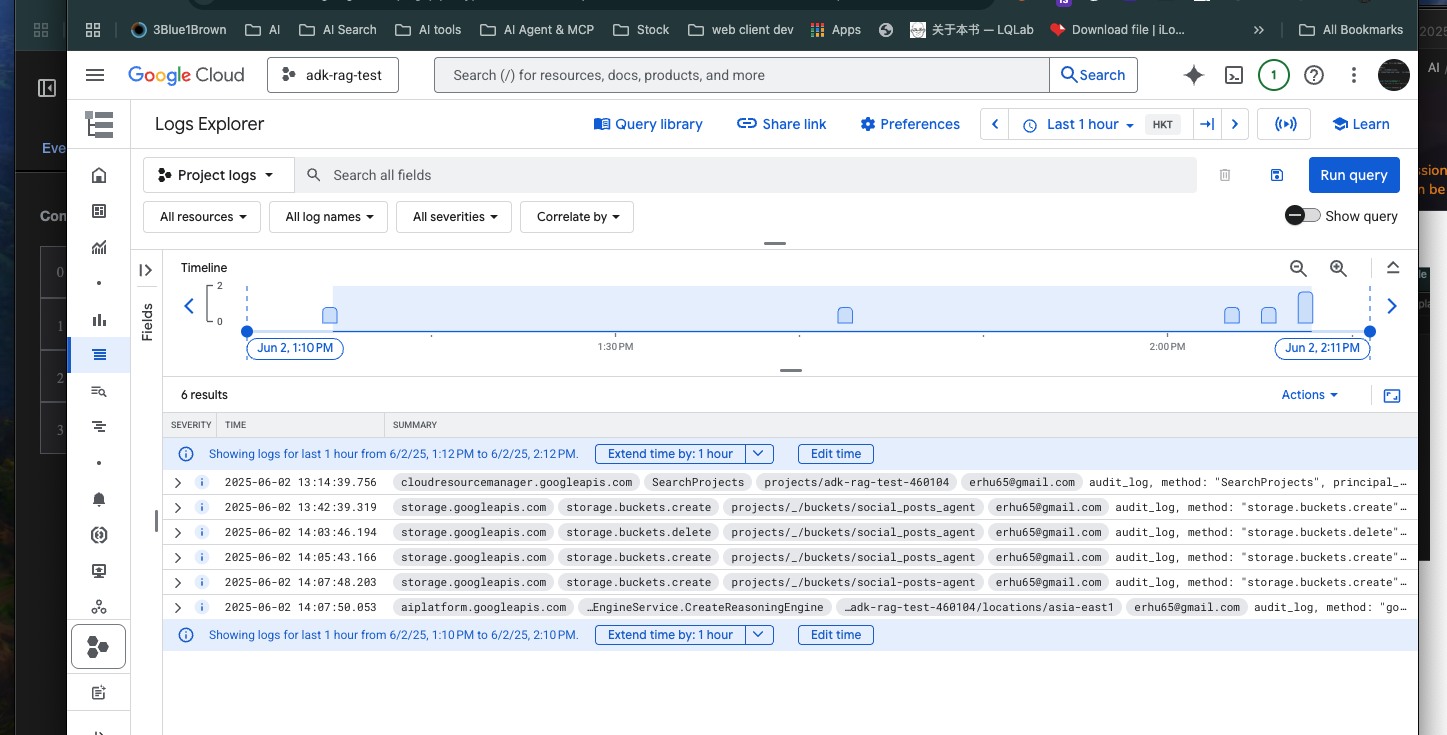 3Blue1Brown AI AI Search AI tools AI Agent & MCP Stock web client dev Apps 关于本书 — LQLab Download file | iLo... » All Bookmarks
Google Cloud adk-rag-test Search (/) for resources, docs, products, and more Search 1
Logs Explorer Query library Share link Preferences Last 1 hour HKT Learn
Eve
Project logs Search all fields Run query
All resources All log names All severities Correlate by Show query
Con
Timeline
2
0
Fields
Jun 2, 1:10 PM 1:30 PM 2:00 PM Jun 2, 2:11 PM
6 results Actions
SEVERITY TIME SUMMARY
Showing logs for last 1 hour from 6/2/25, 1:12 PM to 6/2/25, 2:12 PM. Extend time by: 1 hour Edit time
2025-06-02 13:14:39.756 cloudresourcemanager.googleapis.com SearchProjects projects/adk-rag-test-460104 erhu65@gmail.com audit_log, method: "SearchProjects", principal_…
2025-06-02 13:42:39.319 storage.googleapis.com storage.buckets.create projects/_/buckets/social_posts_agent erhu65@gmail.com audit_log, method: "storage.buckets.create"…
2025-06-02 14:03:46.194 storage.googleapis.com storage.buckets.delete projects/_/buckets/social_posts_agent erhu65@gmail.com audit_log, method: "storage.buckets.delete"…
2025-06-02 14:05:43.166 storage.googleapis.com storage.buckets.create projects/_/buckets/social_posts_agent erhu65@gmail.com audit_log, method: "storage.buckets.create"…
2025-06-02 14:07:48.203 storage.googleapis.com storage.buckets.create projects/_/buckets/social-posts-agent erhu65@gmail.com audit_log, method: "storage.buckets.create"…
2025-06-02 14:07:50.053 aiplatform.googleapis.com …EngineService.CreateReasoningEngine …adk-rag-test-460104/locations/asia-east1 erhu65@gmail.com audit_log, method: "go…
Showing logs for last 1 hour from 6/2/25, 1:10 PM to 6/2/25, 2:10 PM. Extend time by: 1 hour Edit time
0
1
2
3
2025
AI
ssion
n be